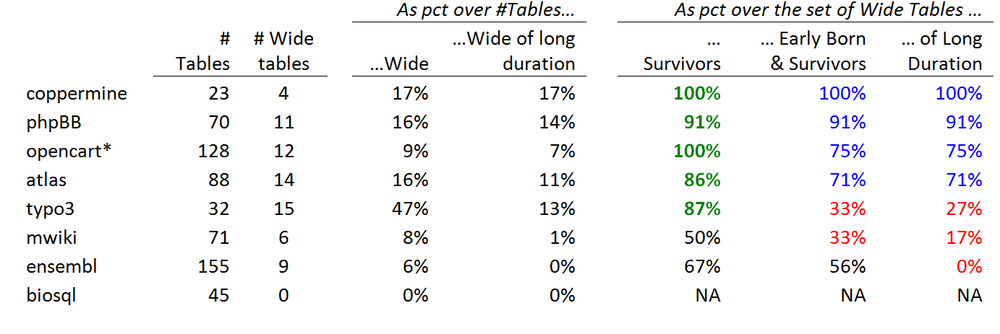 As pct over #Tables… As pct over the set of Wide Tables …
# # Wide …Wide of long … … Early Born … of Long
Tables tables …Wide duration Survivors & Survivors Duration
coppermine 23 4 17% 17% 100% 100% 100%
phpBB 70 11 16% 14% 91% 91% 91%
opencart* 128 12 9% 7% 100% 75% 75%
atlas 88 14 16% 11% 86% 71% 71%
typo3 32 15 47% 13% 87% 33% 27%
mwiki 71 6 8% 1% 50% 33% 17%
ensembl 155 9 6% 0% 67% 56% 0%
biosql 45 0 0% 0% NA NA NA